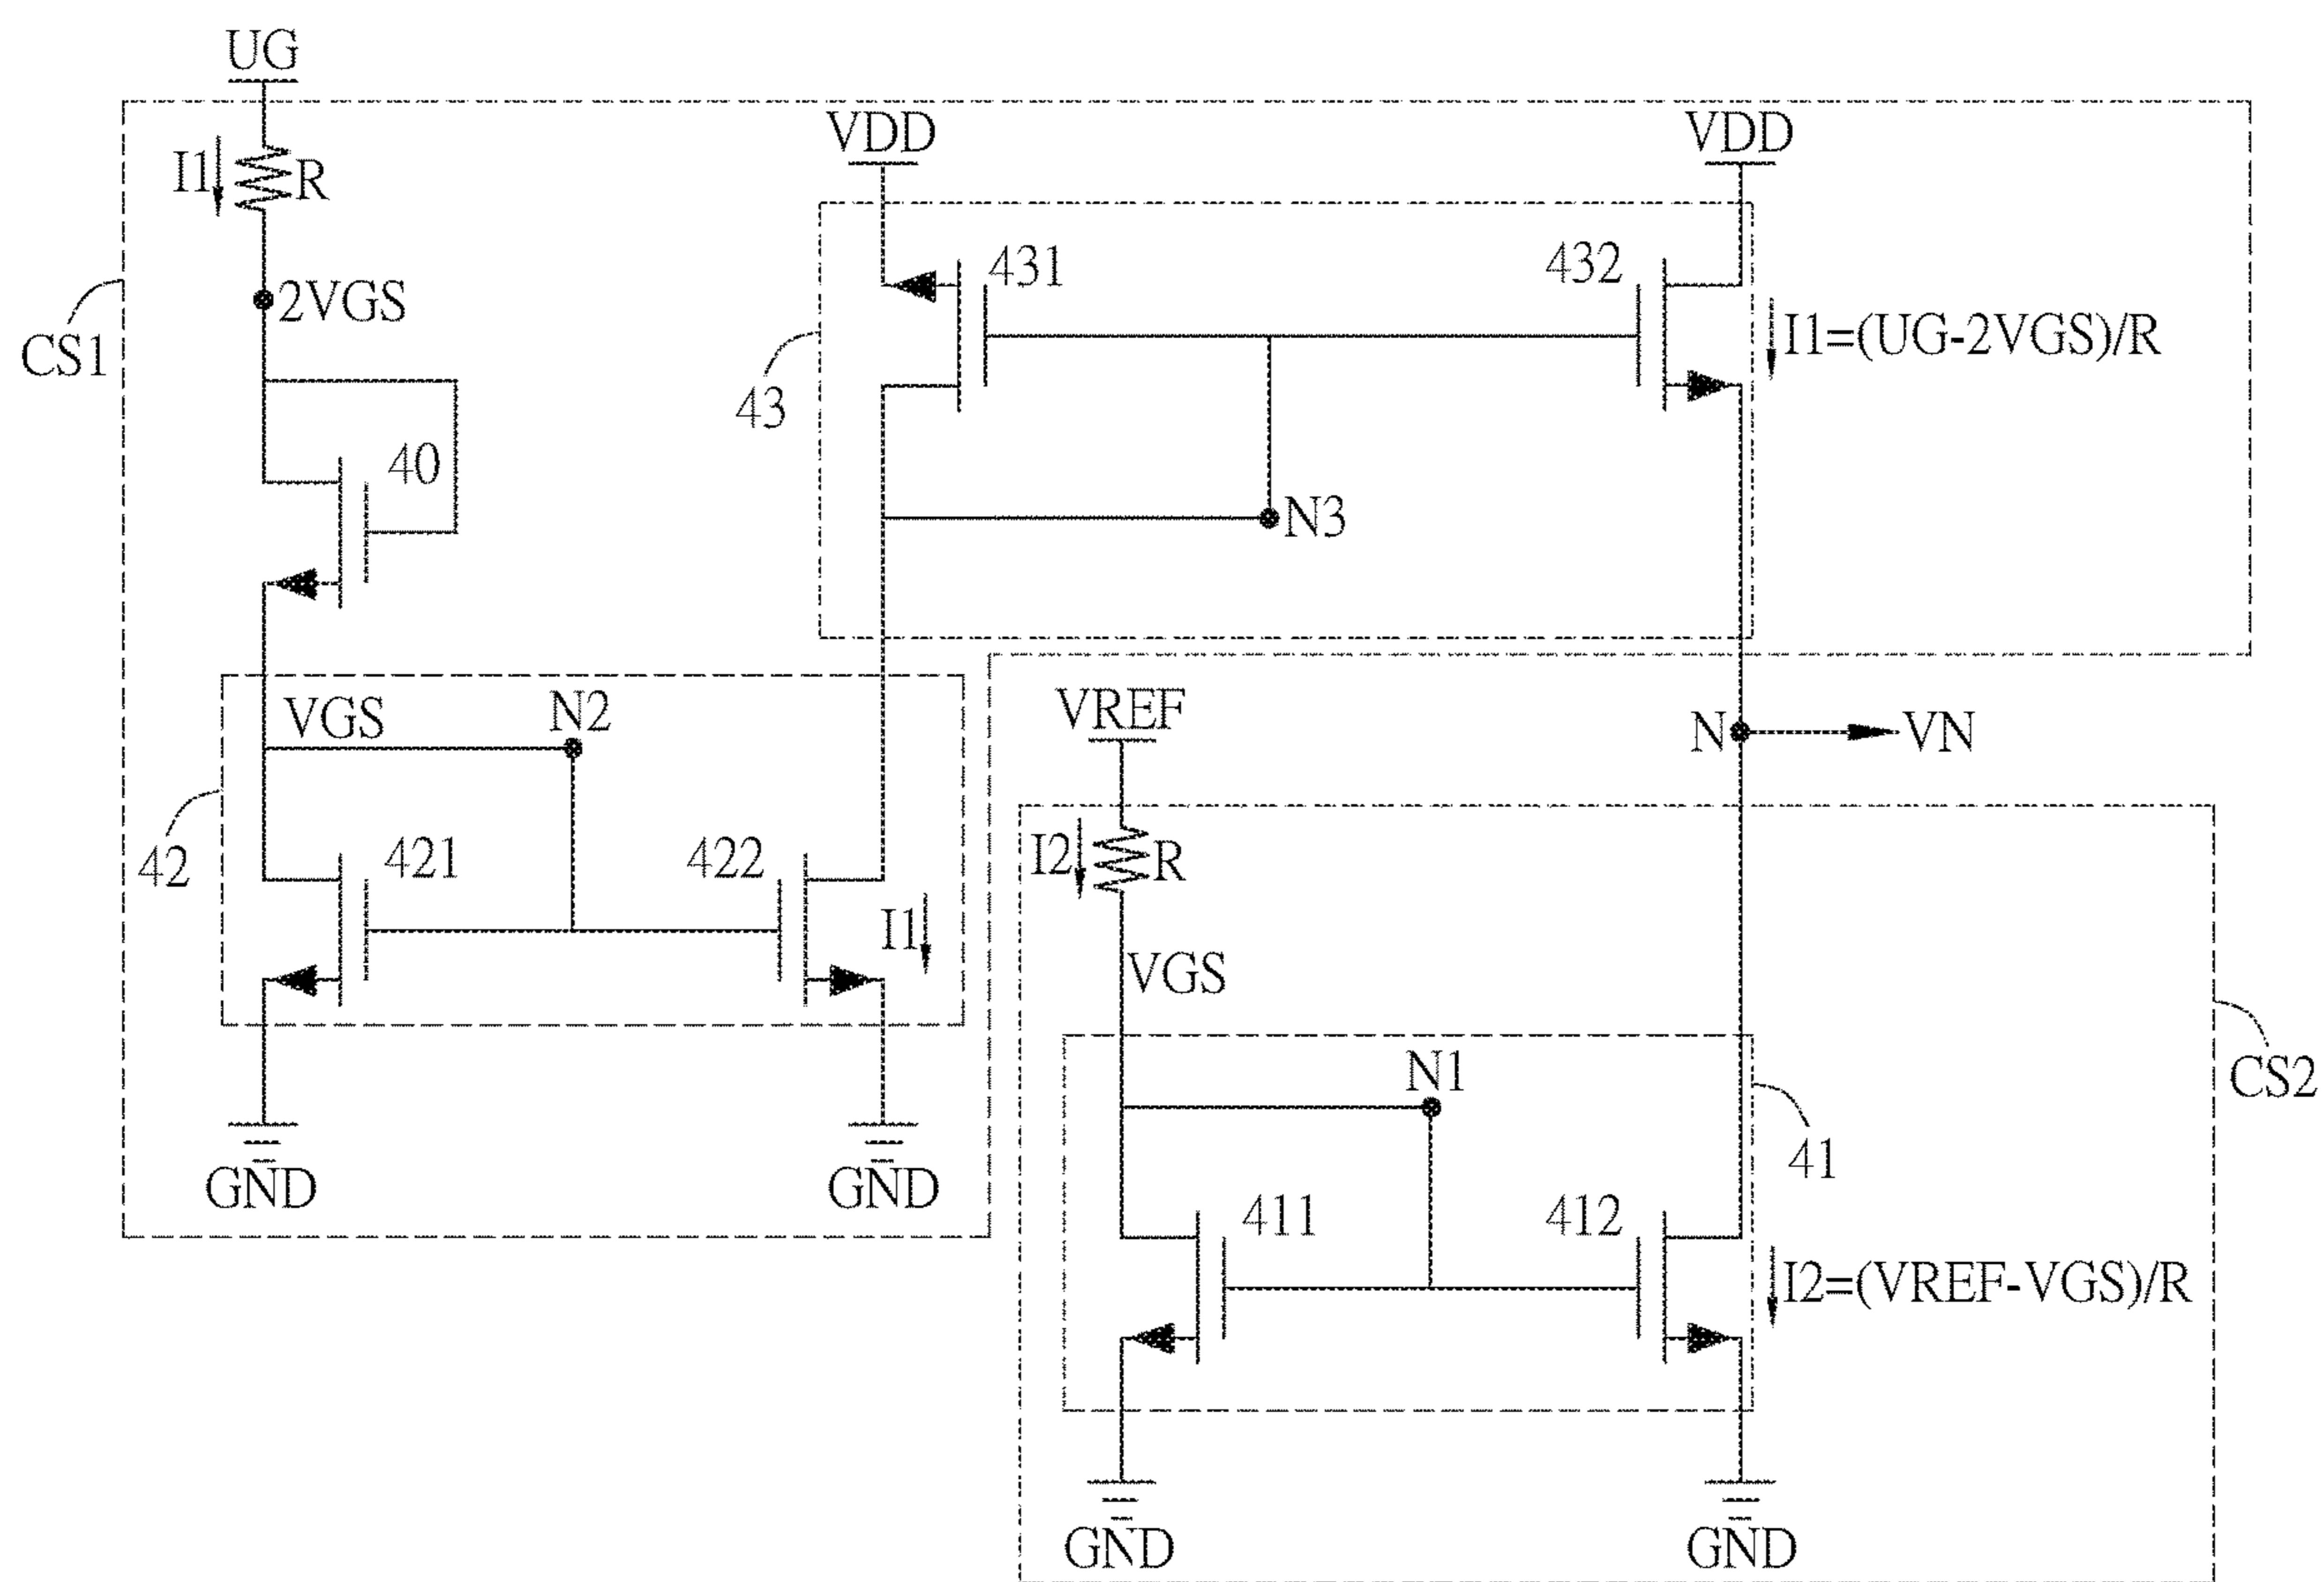 UG
VDD
VDD
I1
R
431
432
2VGS
I1=(UG-2VGS)/R
CS1
43
40
N3
VGS
N2
VREF
N
VN
42
421
422
I1
I2
R
VGS
N1
CS2
41
GND
GND
411
412
I2=(VREF-VGS)/R
GND
GND